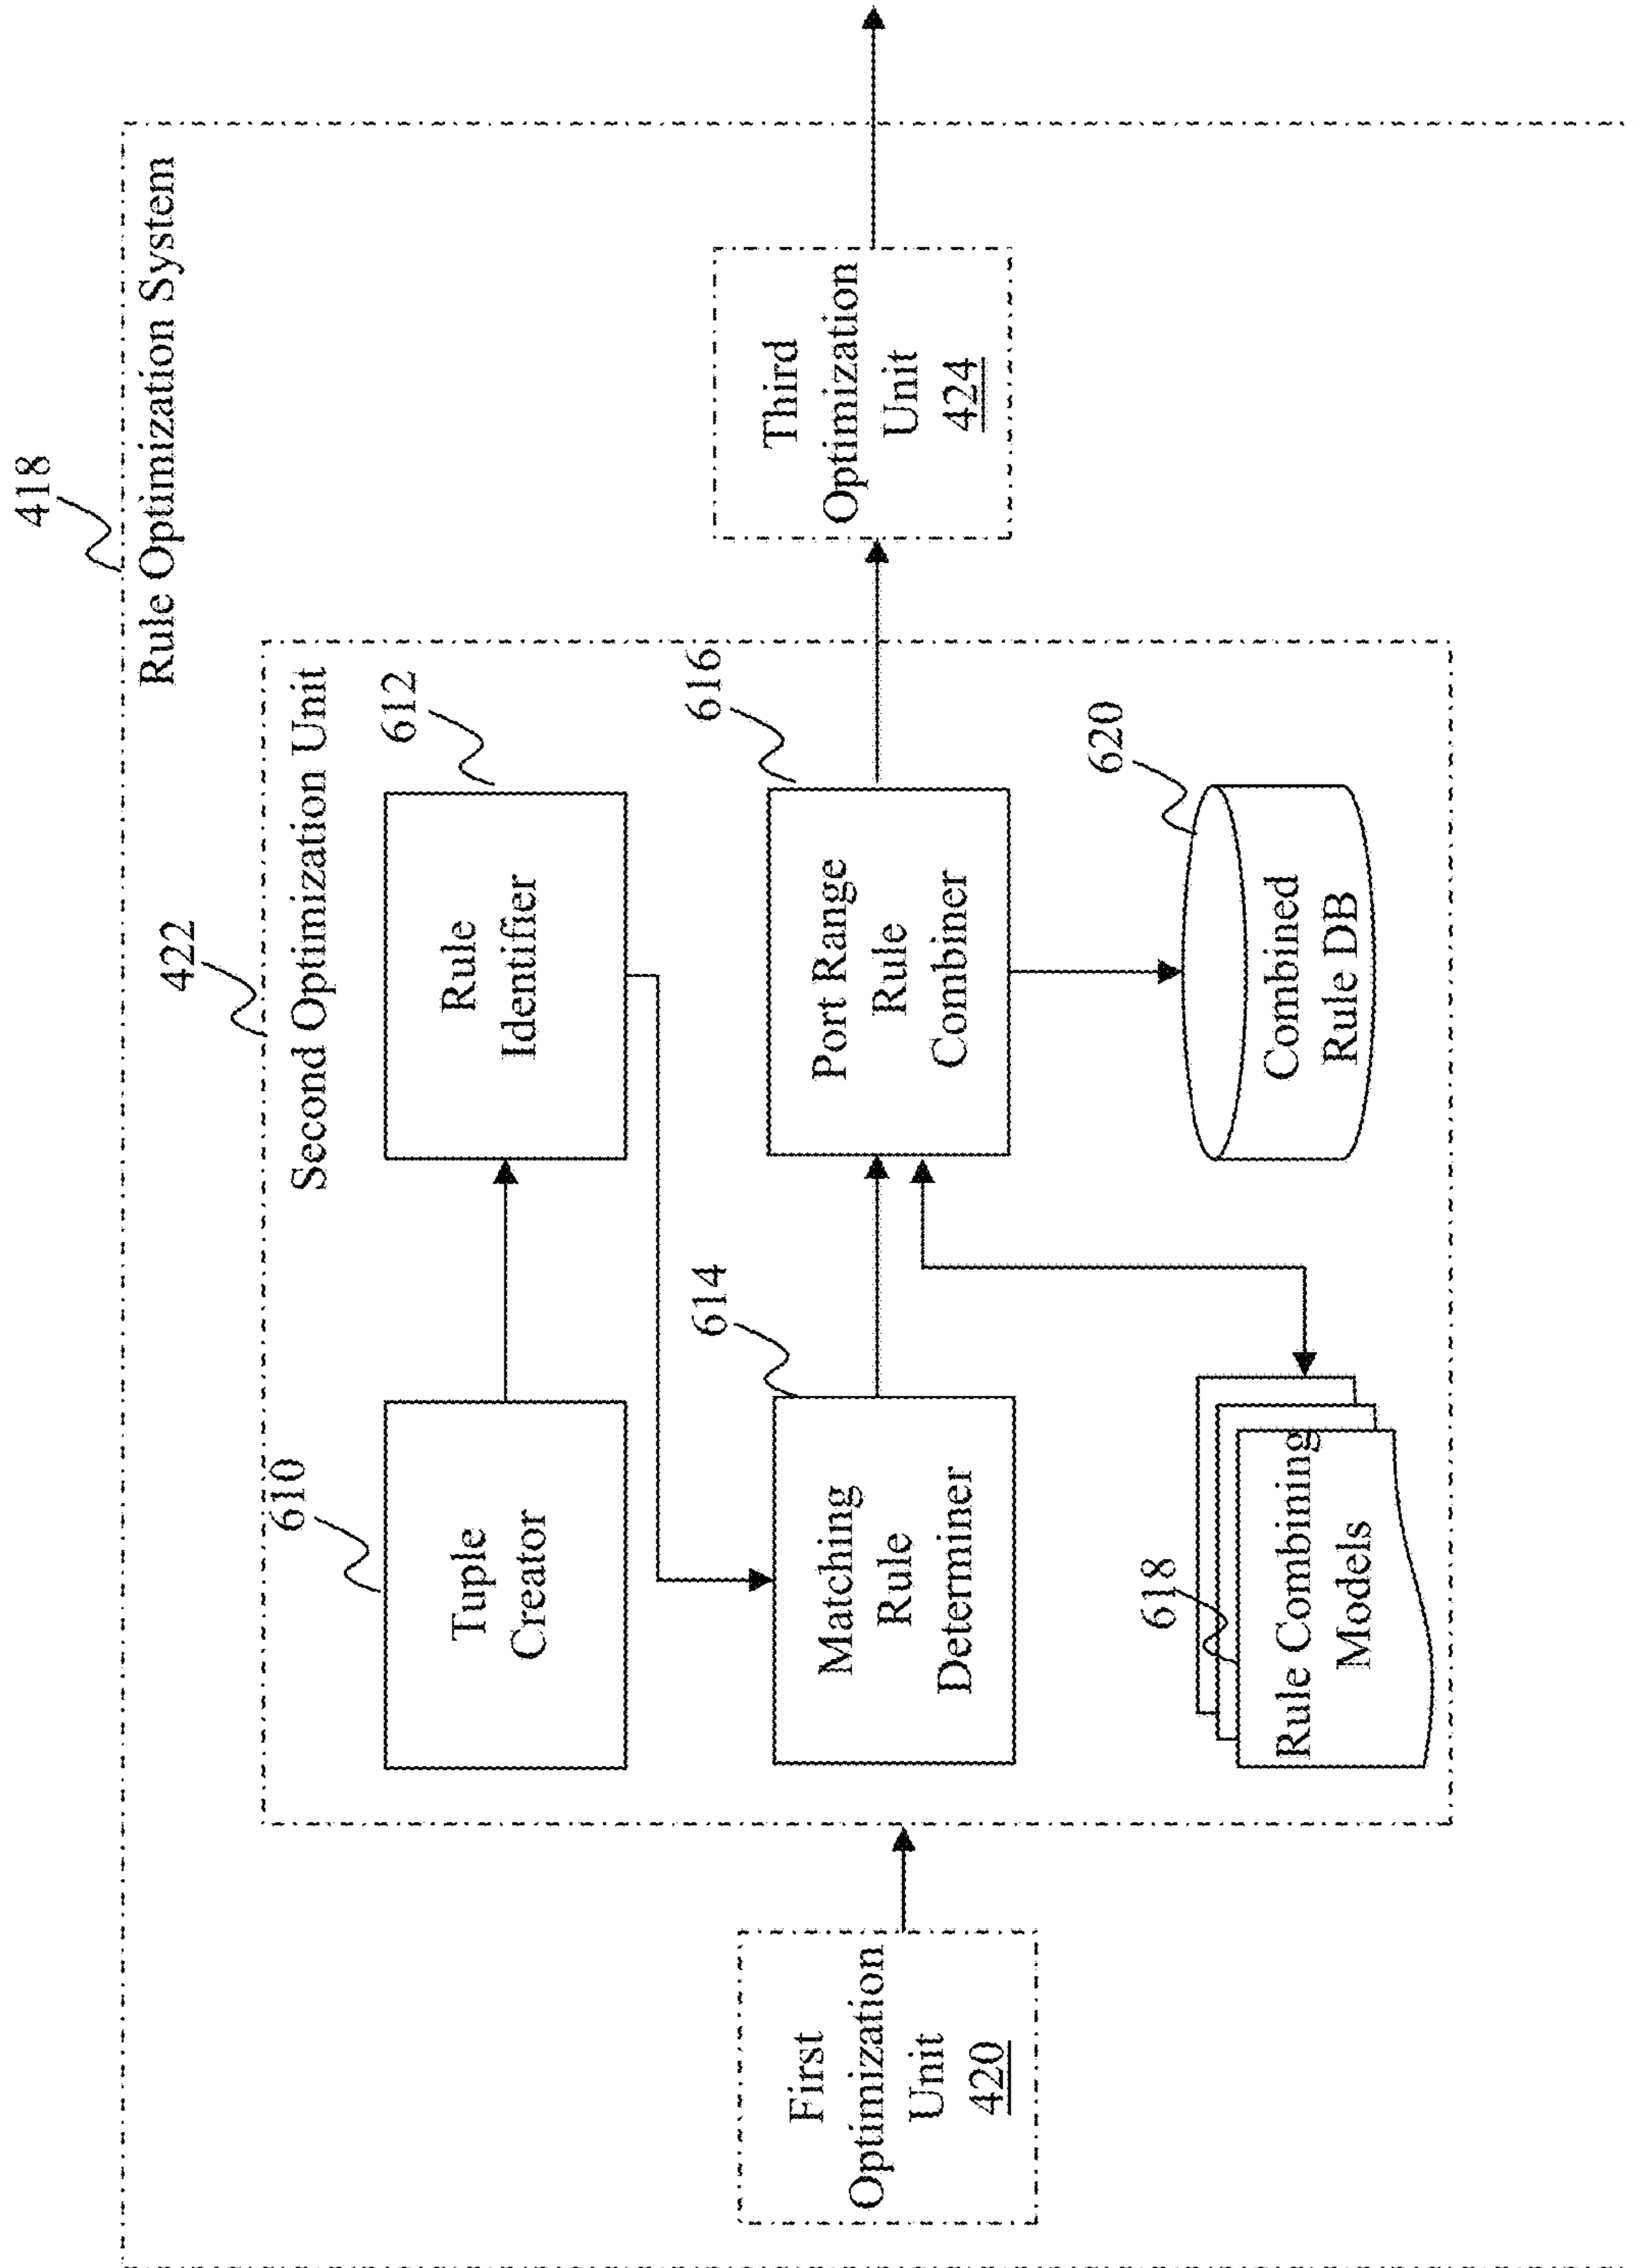 418
Rule Optimization System
422
Second Optimization Unit
610
Tuple
Creator
612
Rule
Identifier
614
Matching
Rule
Determiner
616
Port Range
Rule
Combiner
618
Rule Combining
Models
620
Combined
Rule DB
First
Optimization
Unit
420
Third
Optimization
Unit
424